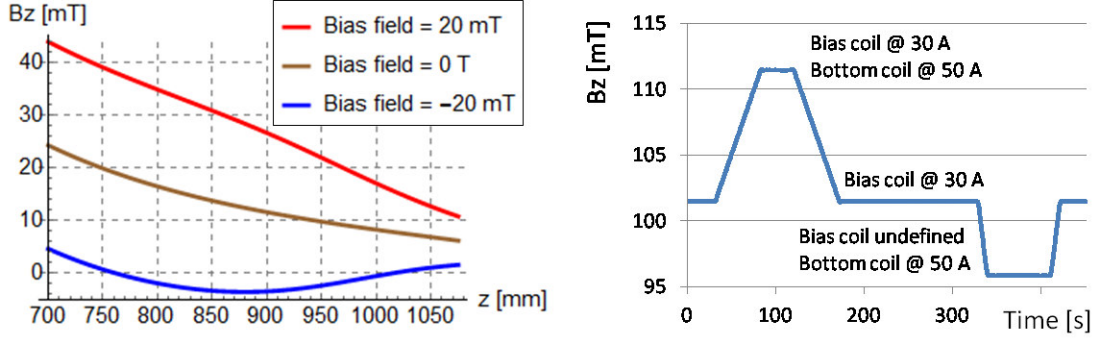 Bz [mT]
Bias field = 20 mT
Bias field = 0 T
Bias field = −20 mT
40
30
20
10
0
700 750 800 850 900 950 1000 1050
z [mm]
Bz [mT]
115
110
105
100
95
Bias coil @ 30 A
Bottom coil @ 50 A
Bias coil @ 30 A
Bias coil undefined
Bottom coil @ 50 A
0 100 200 300
Time [s]